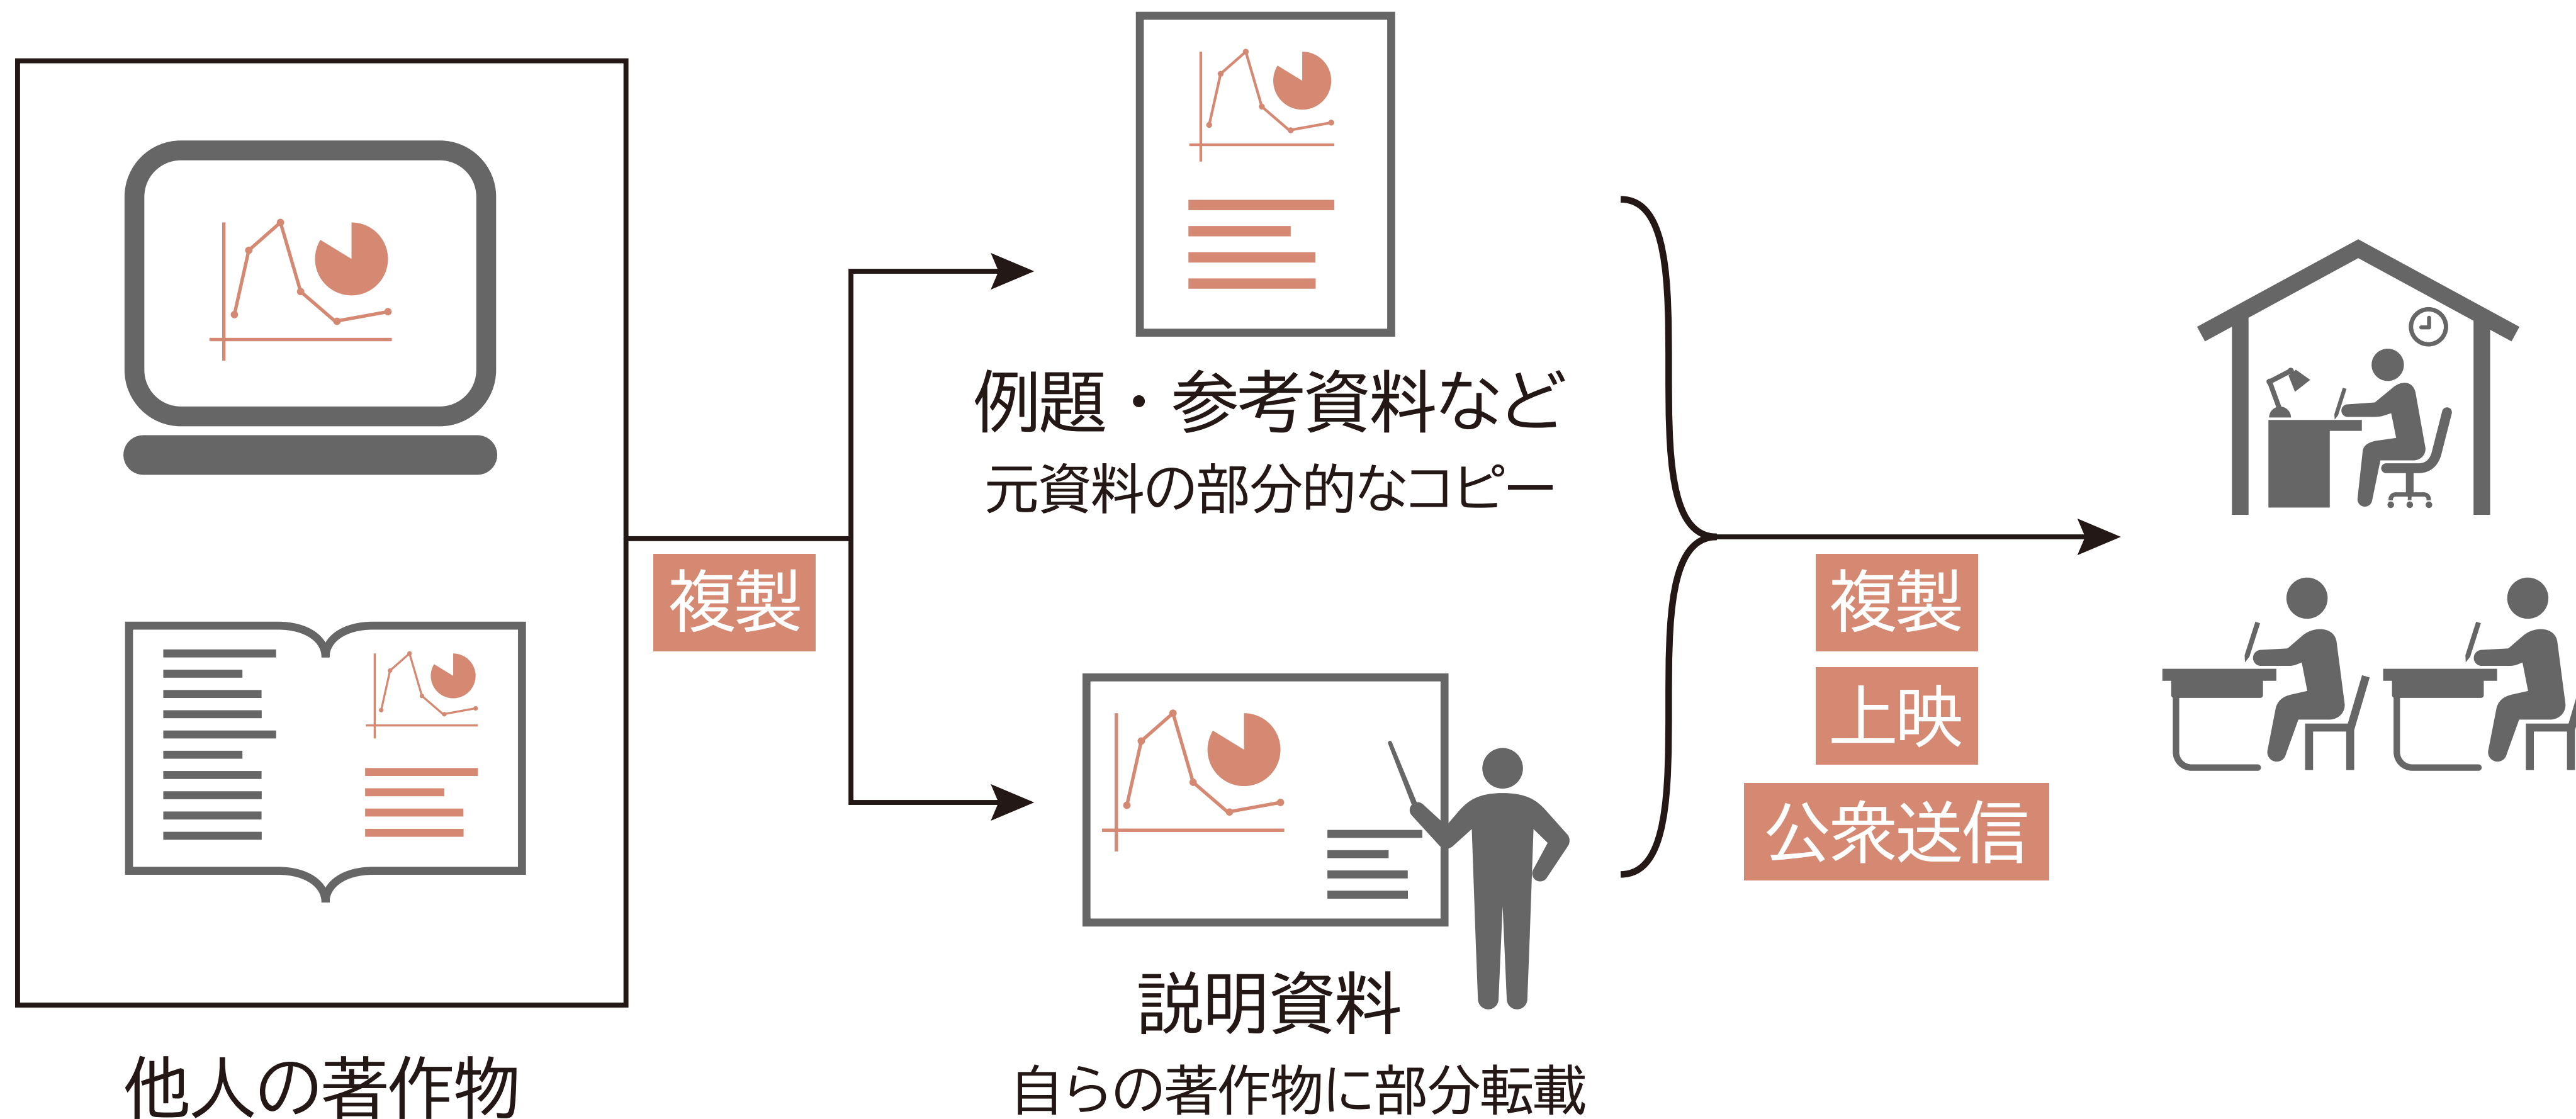 例題・参考資料など
元資料の部分的なコピー
複製
複製
上映
公衆送信
説明資料
自らの著作物に部分転載
他人の著作物